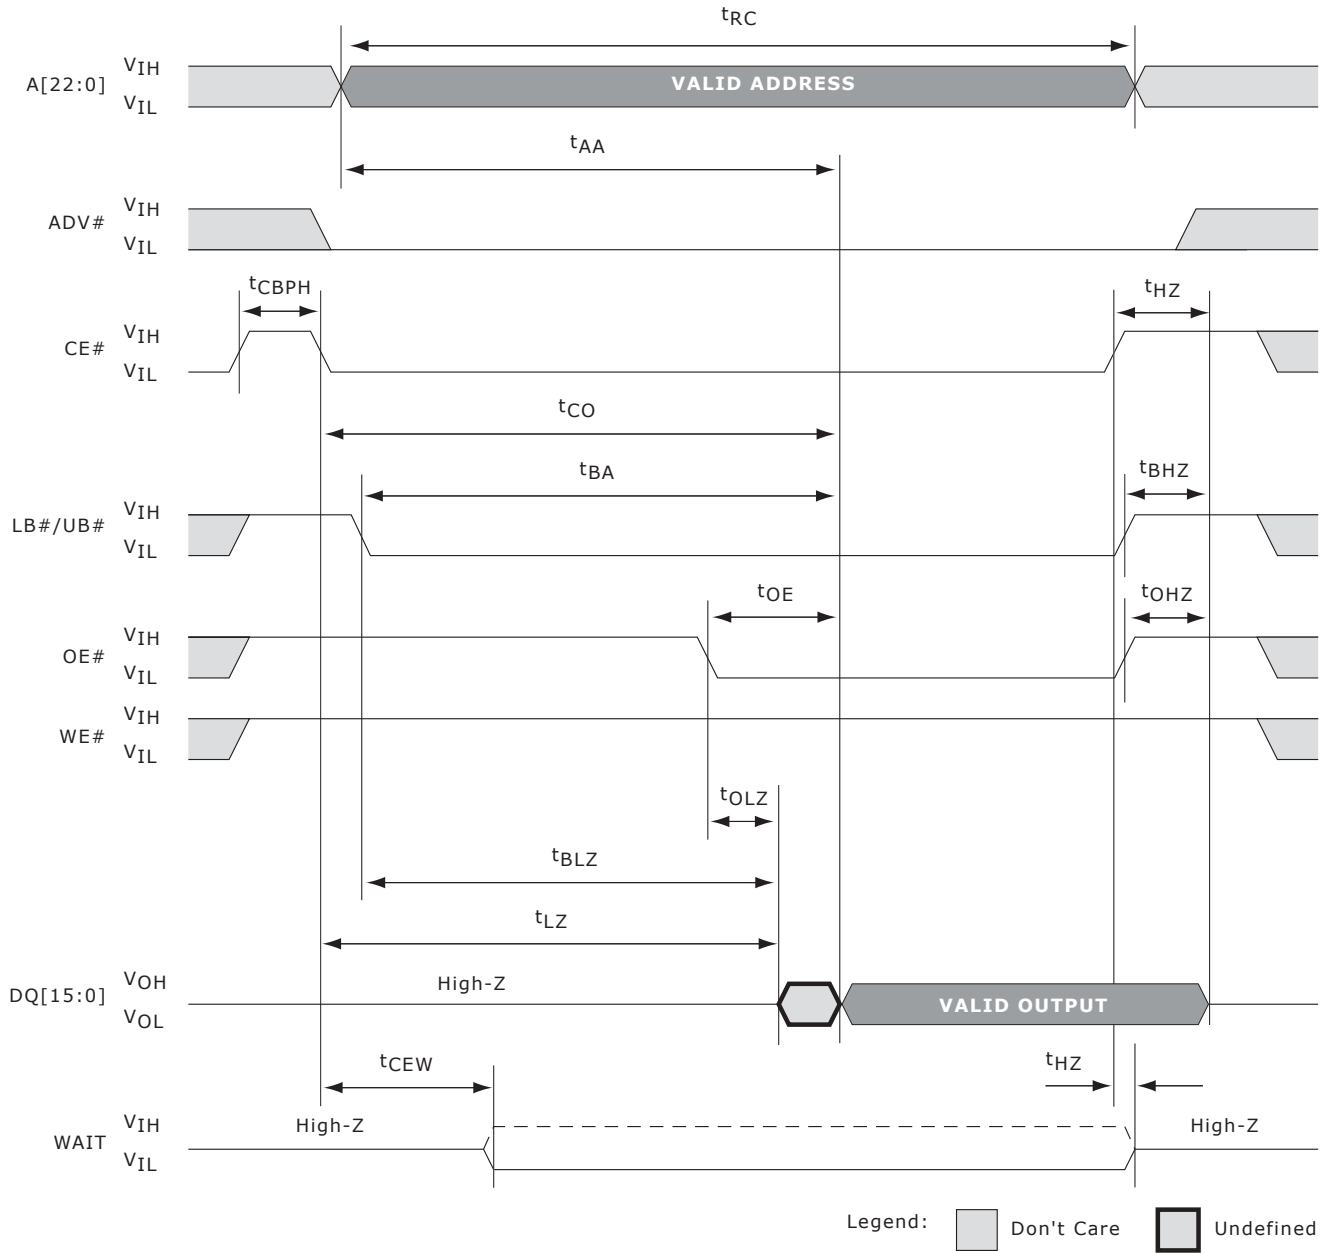 tRC
A[22:0] VIH VALID ADDRESS
VIL
tAA
ADV# VIH
VIL
tCBPH tHZ
CE# VIH
VIL
tCO
tBA tBHZ
LB#/UB# VIH
VIL
tOE tOHZ
OE# VIH
VIL
WE# VIH
VIL
tOLZ
tBLZ
tLZ
DQ[15:0] VOH High-Z VALID OUTPUT
VOL
tCEW tHZ
WAIT VIH High-Z High-Z
VIL
Legend: Don't Care Undefined